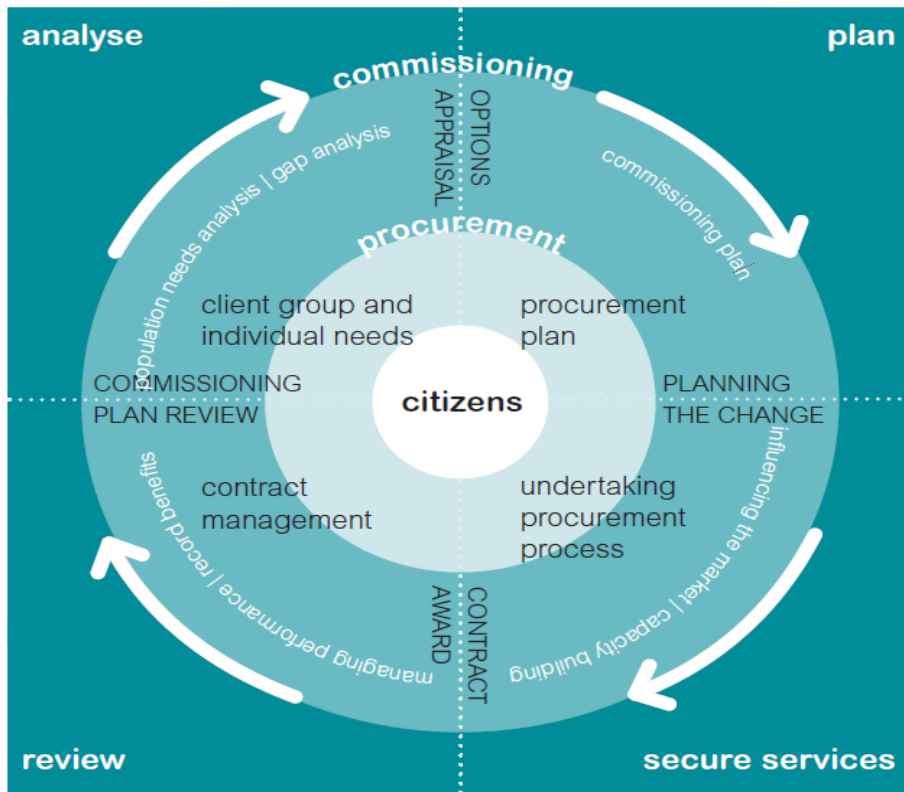 analyse
plan
commissioning
OPTIONS
APPRAISAL
population needs analysis | gap analysis
commissioning plan
procurement
client group and
individual needs
procurement
plan
COMMISSIONING
PLAN REVIEW
citizens
PLANNING
THE CHANGE
contract
management
undertaking
procurement
process
managing performance | record benefits
influencing the market | capacity building
CONTRACT
AWARD
review
secure services